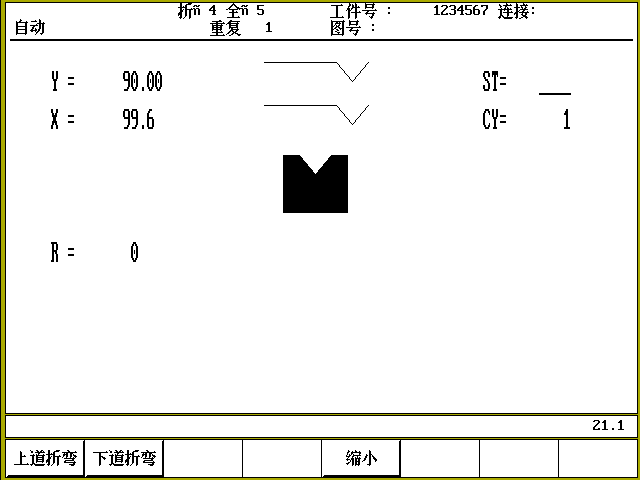 折ñ 4 全ñ 5 工件号 : 1234567 连接:
自动 重复 1 图号 :
Y = 90.00 ST=
X = 99.6 CY= 1
R = 0
21.1
上道折弯 下道折弯 缩小